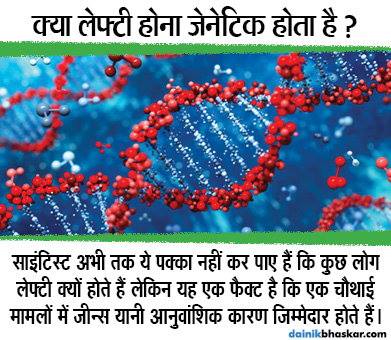 क्या लेफ्टी होना जेनेटिक होता है ?
साइंटिस्ट अभी तक ये पक्का नहीं कर पाए हैं कि कुछ लोग
लेफ्टी क्यों होते हैं लेकिन यह एक फैक्ट है कि एक चौथाई
मामलों में जीन्स यानी आनुवांशिक कारण जिम्मेदार होते हैं।
dainikbhaskar.com